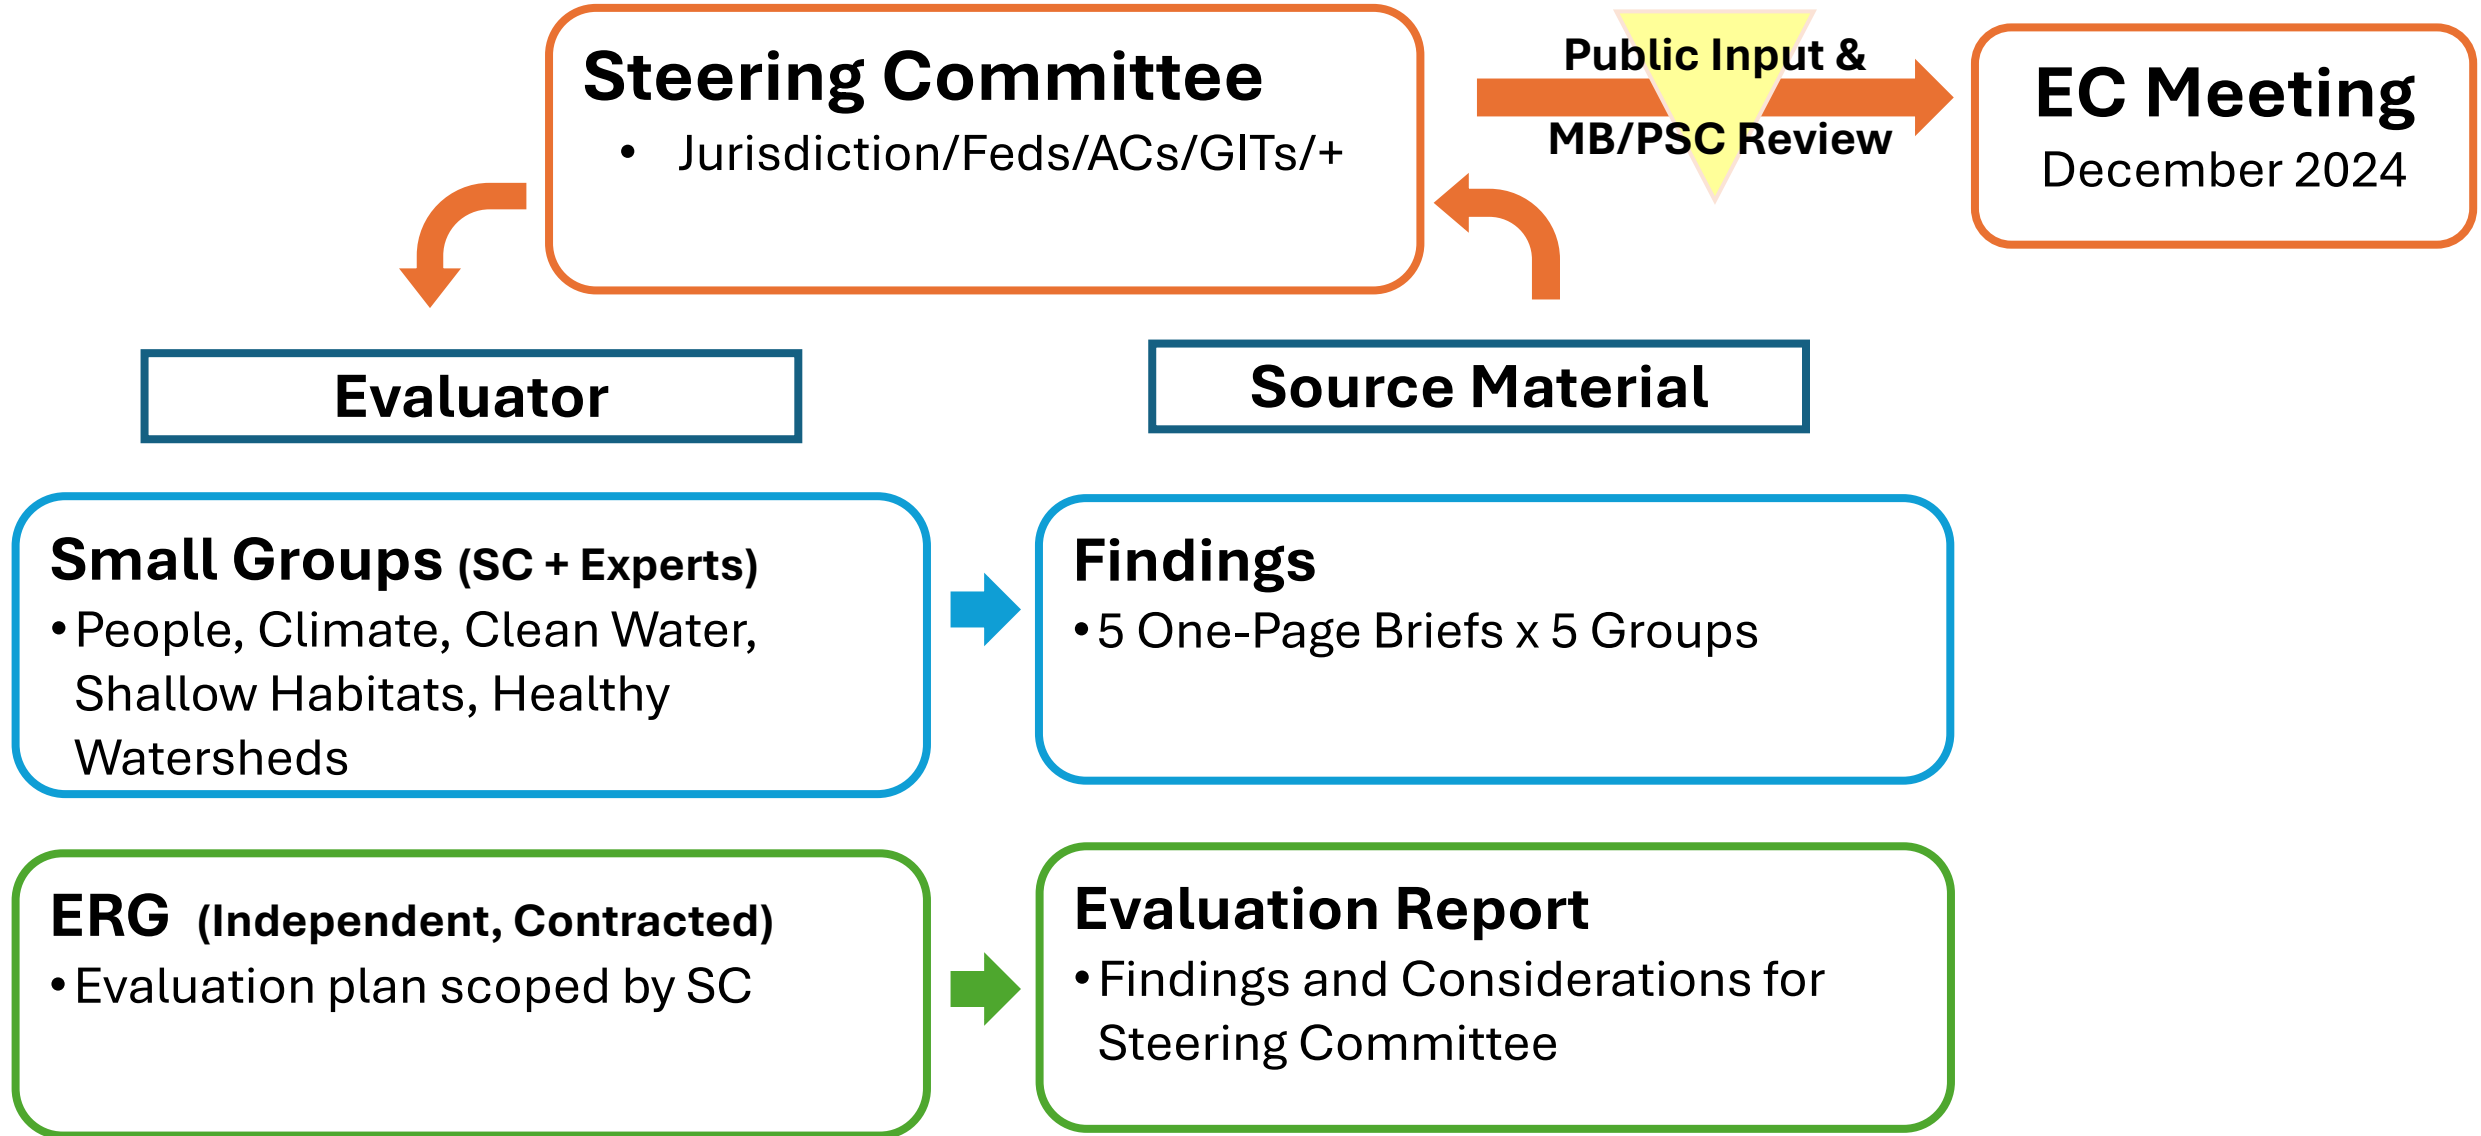 Steering Committee
• Jurisdiction/Feds/ACs/GITs/+
Public Input &
MB/PSC Review
EC Meeting
December 2024
Evaluator
Source Material
Small Groups (SC + Experts)
• People, Climate, Clean Water,
Shallow Habitats, Healthy
Watersheds
Findings
• 5 One-Page Briefs x 5 Groups
ERG (Independent, Contracted)
• Evaluation plan scoped by SC
Evaluation Report
• Findings and Considerations for
Steering Committee